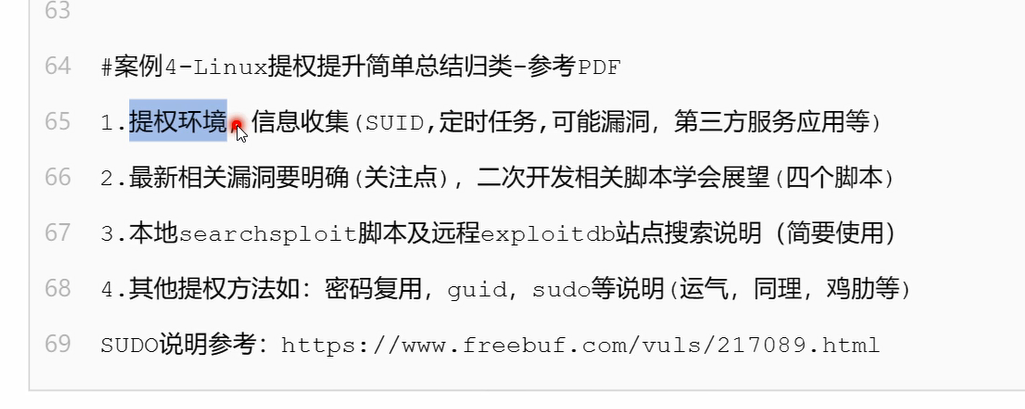 63
64 #案例4-Linux提权提升简单总结归类-参考PDF
65 1.提权环境，信息收集(SUID,定时任务,可能漏洞，第三方服务应用等)
66 2.最新相关漏洞要明确(关注点)，二次开发相关脚本学会展望(四个脚本)
67 3.本地searchsploit脚本及远程exploitdb站点搜索说明（简要使用）
68 4.其他提权方法如：密码复用，guid，sudo等说明(运气，同理，鸡肋等)
69 SUDO说明参考：https://www.freebuf.com/vuls/217089.html